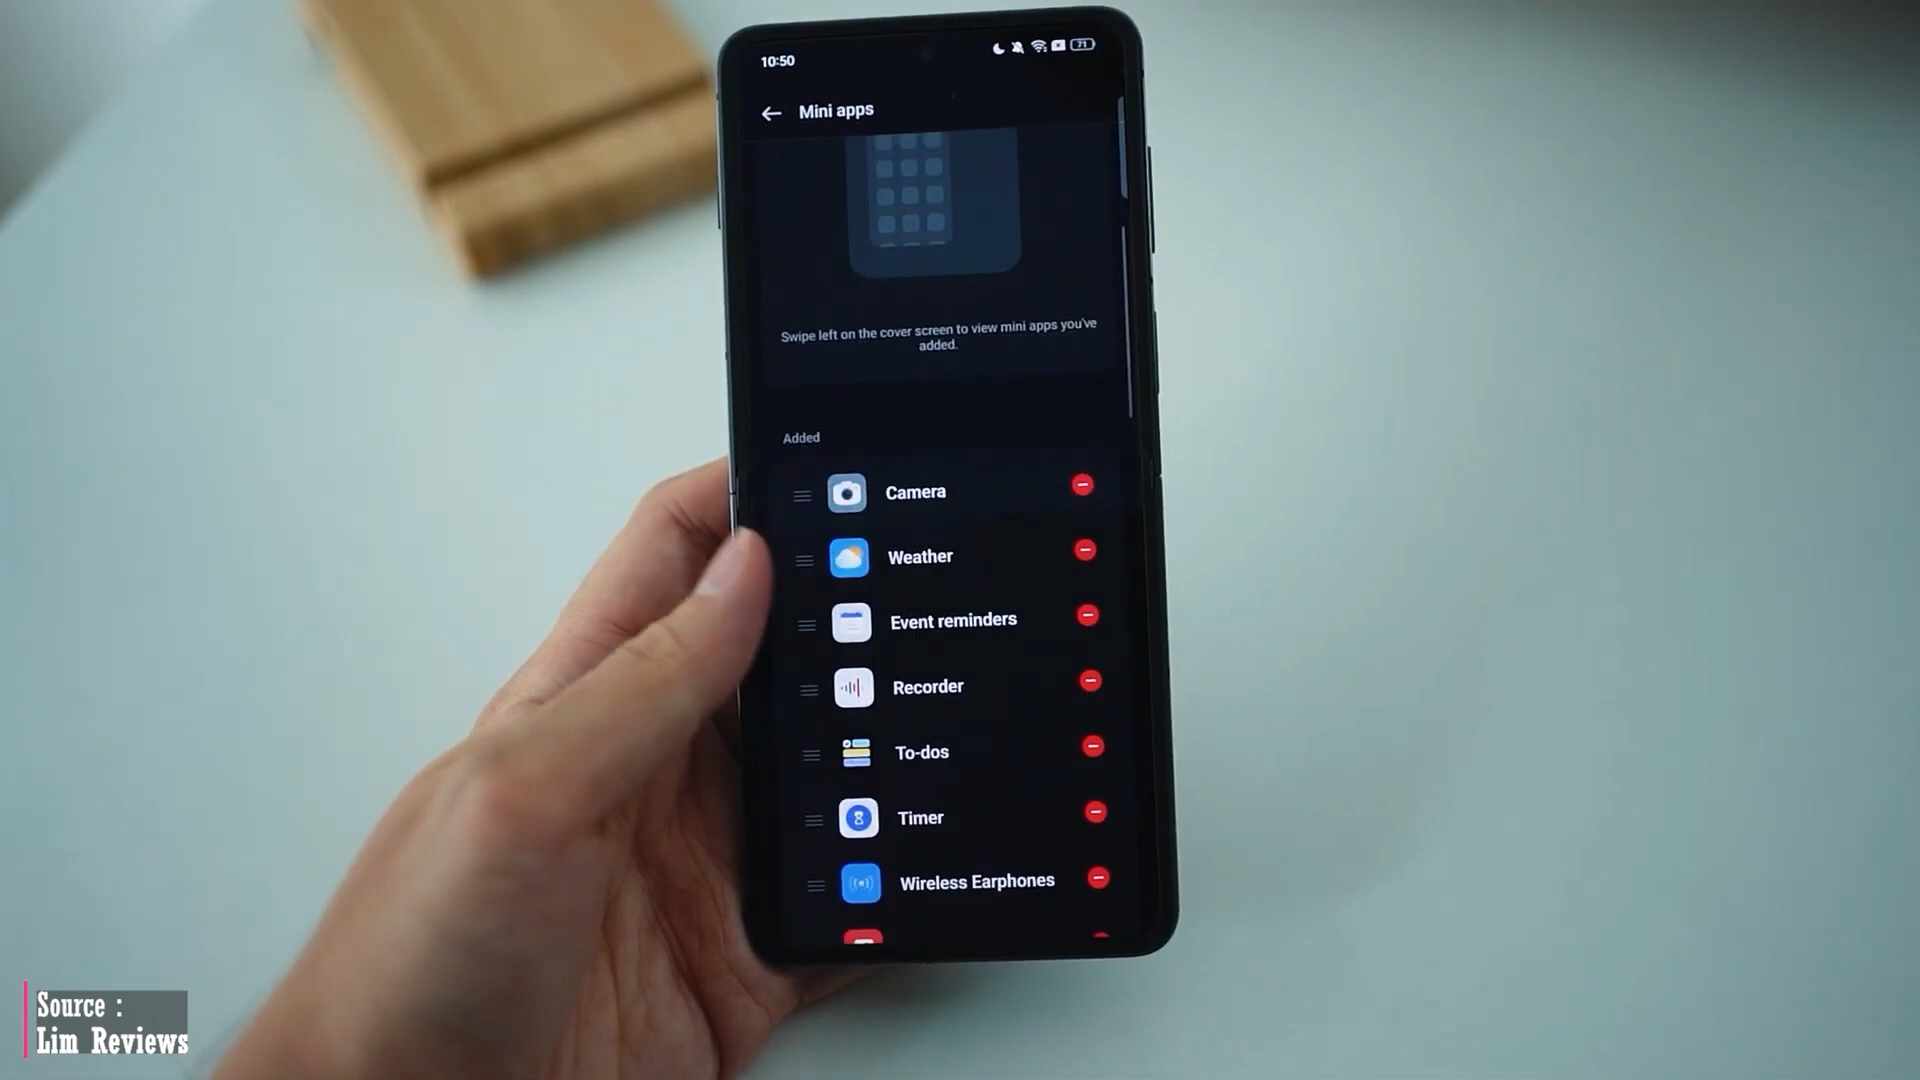 10:50
71
Mini apps
Swipe left on the cover screen to view mini apps you've
added.
Added
Camera
Weather
Event reminders
Recorder
To-dos
Timer
Wireless Earphones
Source :
Lim Reviews